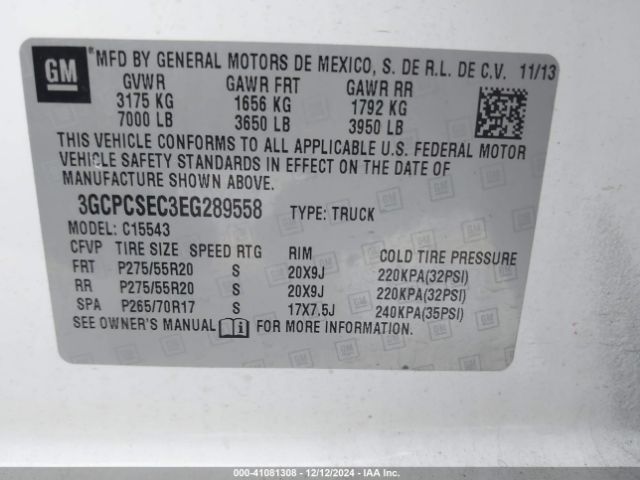 GM
MFD BY GENERAL MOTORS DE MEXICO, S. DE R.L. DE C.V. 11/13
GVWR GAWR FRT GAWR RR
3175 KG 1656 KG 1792 KG
7000 LB 3650 LB 3950 LB
THIS VEHICLE CONFORMS TO ALL APPLICABLE U.S. FEDERAL MOTOR
VEHICLE SAFETY STANDARDS IN EFFECT ON THE DATE OF
MANUFACTURE SHOWN ABOVE.
3GCPCSEC3EG289558 TYPE: TRUCK
MODEL: C15543
CFVP TIRE SIZE SPEED RTG RIM COLD TIRE PRESSURE
FRT P275/55R20 S 20X9J 220KPA(32PSI)
RR P275/55R20 S 20X9J 220KPA(32PSI)
SPA P265/70R17 S 17X7.5J 240KPA(35PSI)
SEE OWNER'S MANUAL FOR MORE INFORMATION.
000-41081308 - 12/12/2024 - IAA Inc.